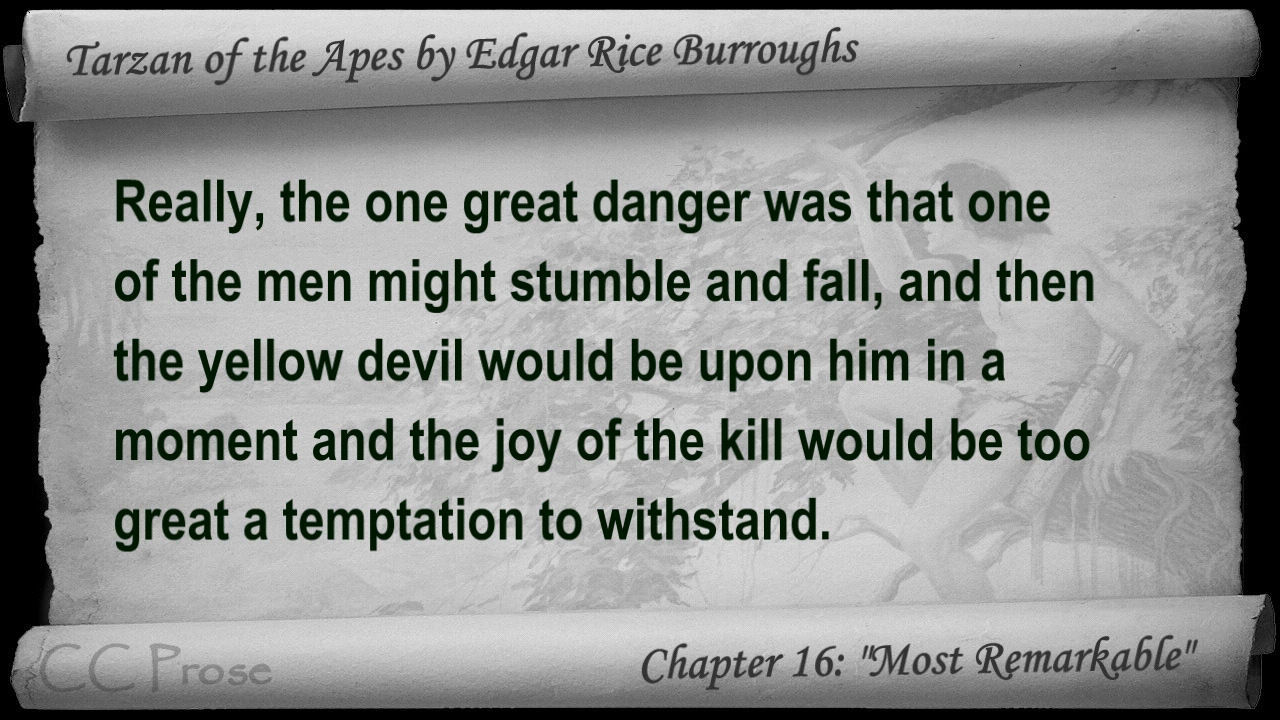 Tarzan of the Apes by Edgar Rice Burroughs
Really, the one great danger was that one
of the men might stumble and fall, and then
the yellow devil would be upon him in a
moment and the joy of the kill would be too
great a temptation to withstand.
CC Prose
Chapter 16: "Most Remarkable"